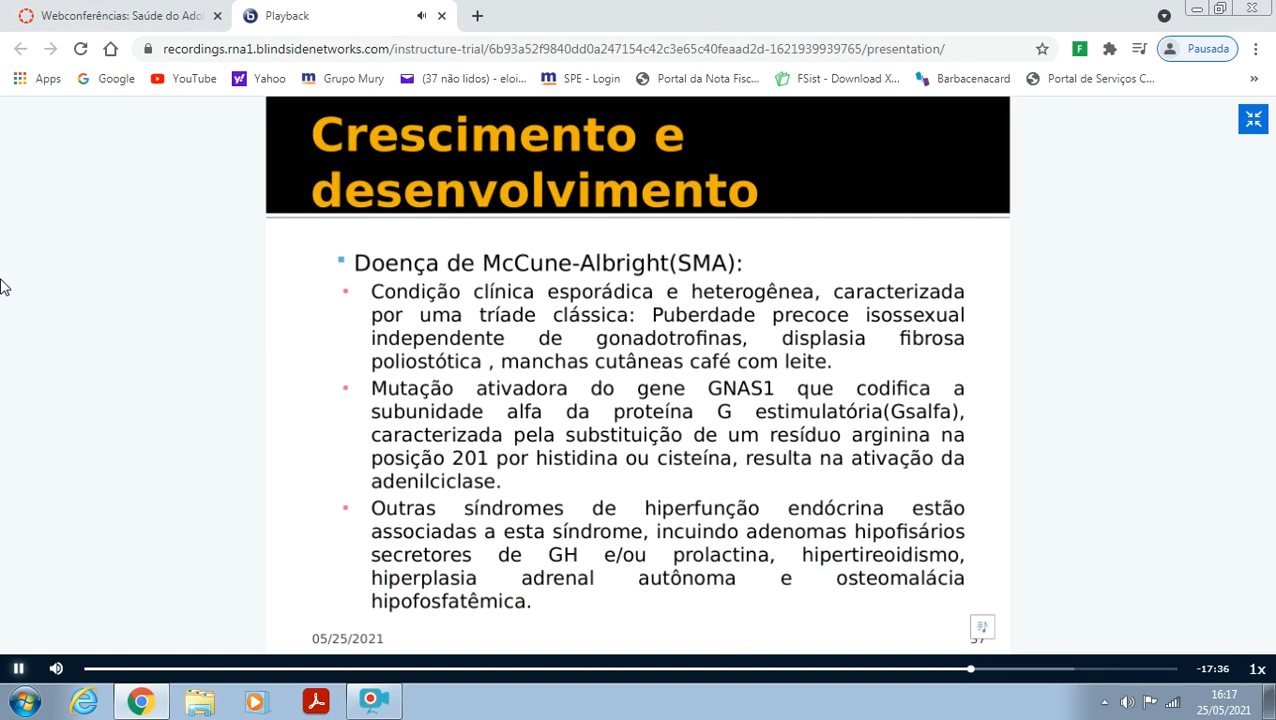 Webconferências: Saúde do Ado
Playback
recordings.rna1.blindsidenetworks.com/instructure-trial/6b93a52f9840dd0a247154c42c3e65c40feaad2d-1621939939765/presentation/
Pausada
Apps
Google
YouTube
Yahoo
Grupo Mury
(37 não lidos) - eloi...
SPE - Login
Portal da Nota Fisc...
FSist - Download X...
Barbacenacard
Portal de Serviços C...
»
Crescimento e
desenvolvimento
Doença de McCune-Albright(SMA):
Condição clínica esporádica e heterogênea, caracterizada
por uma tríade clássica: Puberdade precoce isossexual
independente de gonadotrofinas, displasia fibrosa
poliostótica , manchas cutâneas café com leite.
Mutação ativadora do gene GNAS1 que codifica a
subunidade alfa da proteína G estimulatória(Gsalfa),
caracterizada pela substituição de um resíduo arginina na
posição 201 por histidina ou cisteína, resulta na ativação da
adenilciclase.
Outras síndromes de hiperfunção endócrina estão
associadas a esta síndrome, incuindo adenomas hipofisários
secretores de GH e/ou prolactina, hipertireoidismo,
hiperplasia adrenal autônoma e osteomalácia
hipofosfatêmica.
05/25/2021
-17:36
1x
16:17
25/05/2021